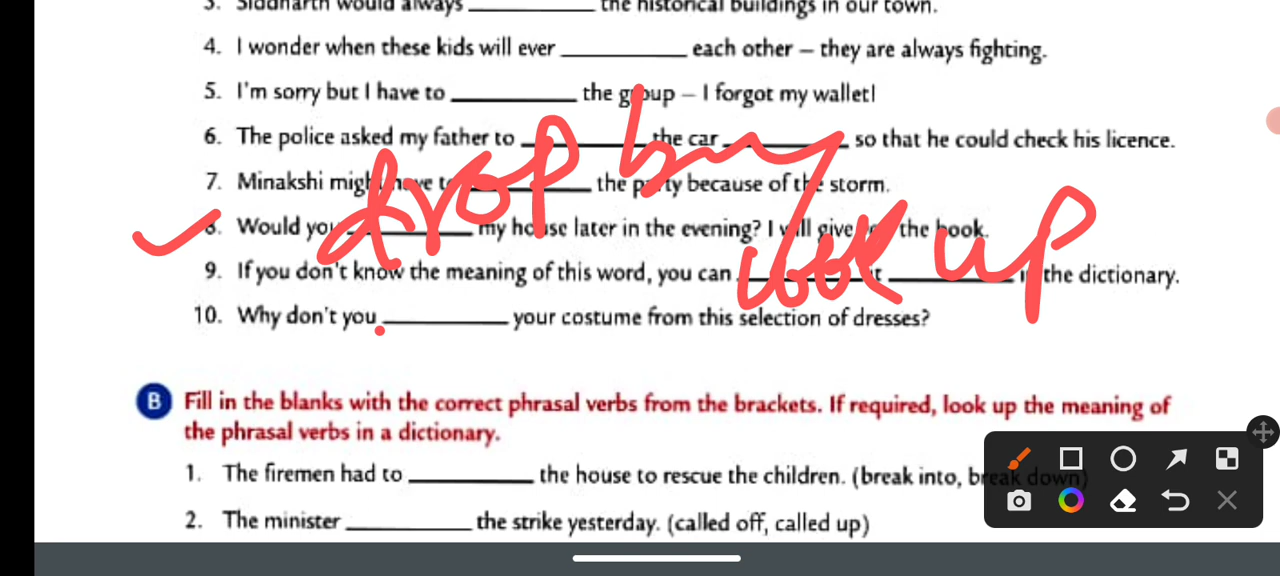 3. Siddharth would always __________ the historical buildings in our town.
4. I wonder when these kids will ever __________ each other – they are always fighting.
5. I'm sorry but I have to __________ the group – I forgot my wallet!
6. The police asked my father to __________ the car __________ so that he could check his licence.
7. Minakshi might have to __________ the party because of the storm.
8. Would you __________ my house later in the evening? I will give you the book.
9. If you don't know the meaning of this word, you can __________ it __________ in the dictionary.
10. Why don't you __________ your costume from this selection of dresses?
drop by
look up
B Fill in the blanks with the correct phrasal verbs from the brackets. If required, look up the meaning of
the phrasal verbs in a dictionary.
1. The firemen had to __________ the house to rescue the children. (break into, break down)
2. The minister __________ the strike yesterday. (called off, called up)